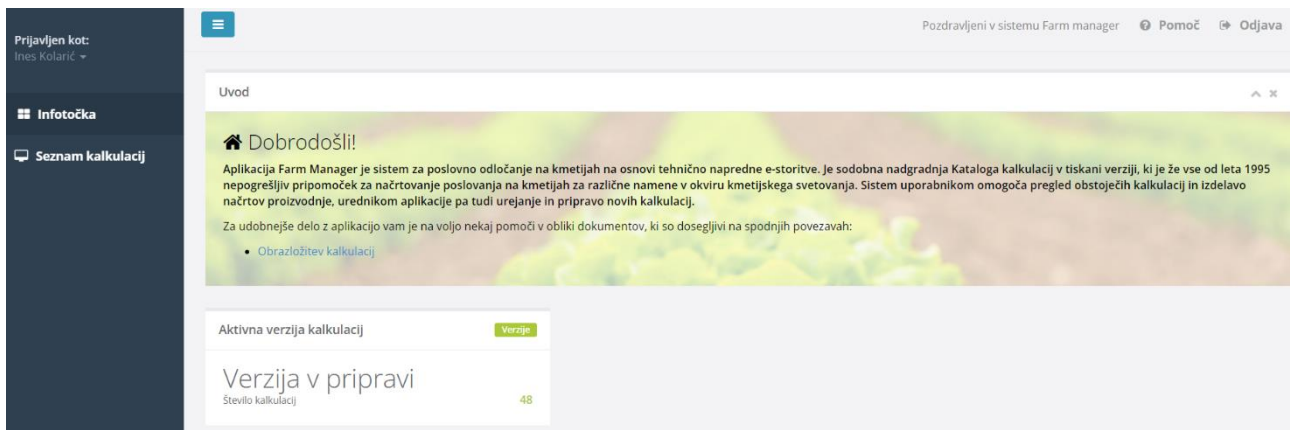 Prijavljen kot:
Ines Kolarić
Infotočka
Seznam kalkulacij
Pozdravljeni v sistemu Farm manager Pomoč Odjava
Uvod
Dobrodošli!
Aplikacija Farm Manager je sistem za poslovno odločanje na kmetijah na osnovi tehnično napredne e-storitve. Je sodobna nadgradnja Kataloga kalkulacij v tiskani verziji, ki je že vse od leta 1995
nepogrešljiv pripomoček za načrtovanje poslovanja na kmetijah za različne namene v okviru kmetijskega svetovanja. Sistem uporabnikom omogoča pregled obstoječih kalkulacij in izdelavo
načrtov proizvodnje, urednikom aplikacije pa tudi urejanje in pripravo novih kalkulacij.
Za udobnejše delo z aplikacijo vam je na voljo nekaj pomoči v obliki dokumentov, ki so dosegljivi na spodnjih povezavah:
• Obrazložitev kalkulacij
Aktivna verzija kalkulacij Verzije
Verzija v pripravi
Število kalkulacij 48